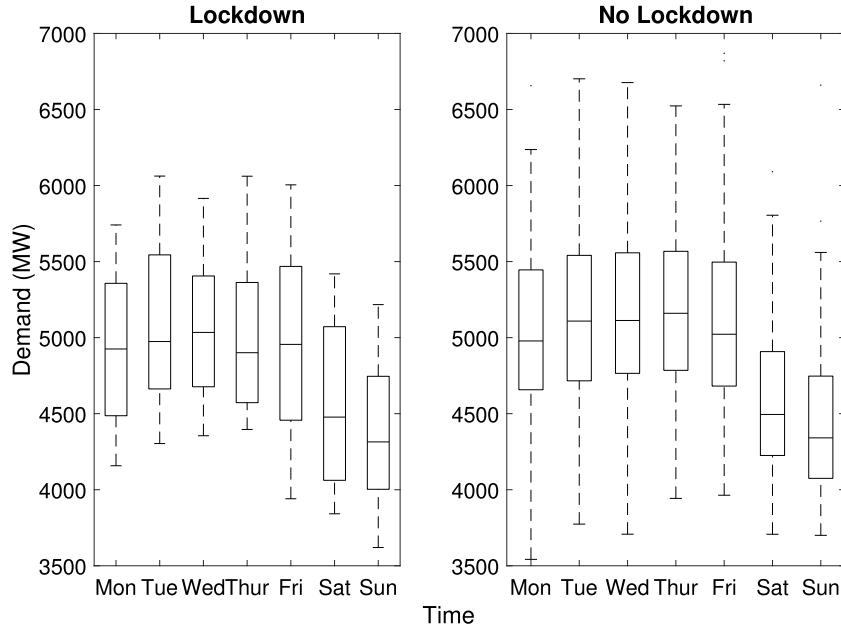 Lockdown
No Lockdown
7000
6500
6000
5500
5000
4500
4000
3500
Demand (MW)
Mon Tue Wed Thur Fri Sat Sun
7000
6500
6000
5500
5000
4500
4000
3500
Mon Tue Wed Thur Fri Sat Sun
Time